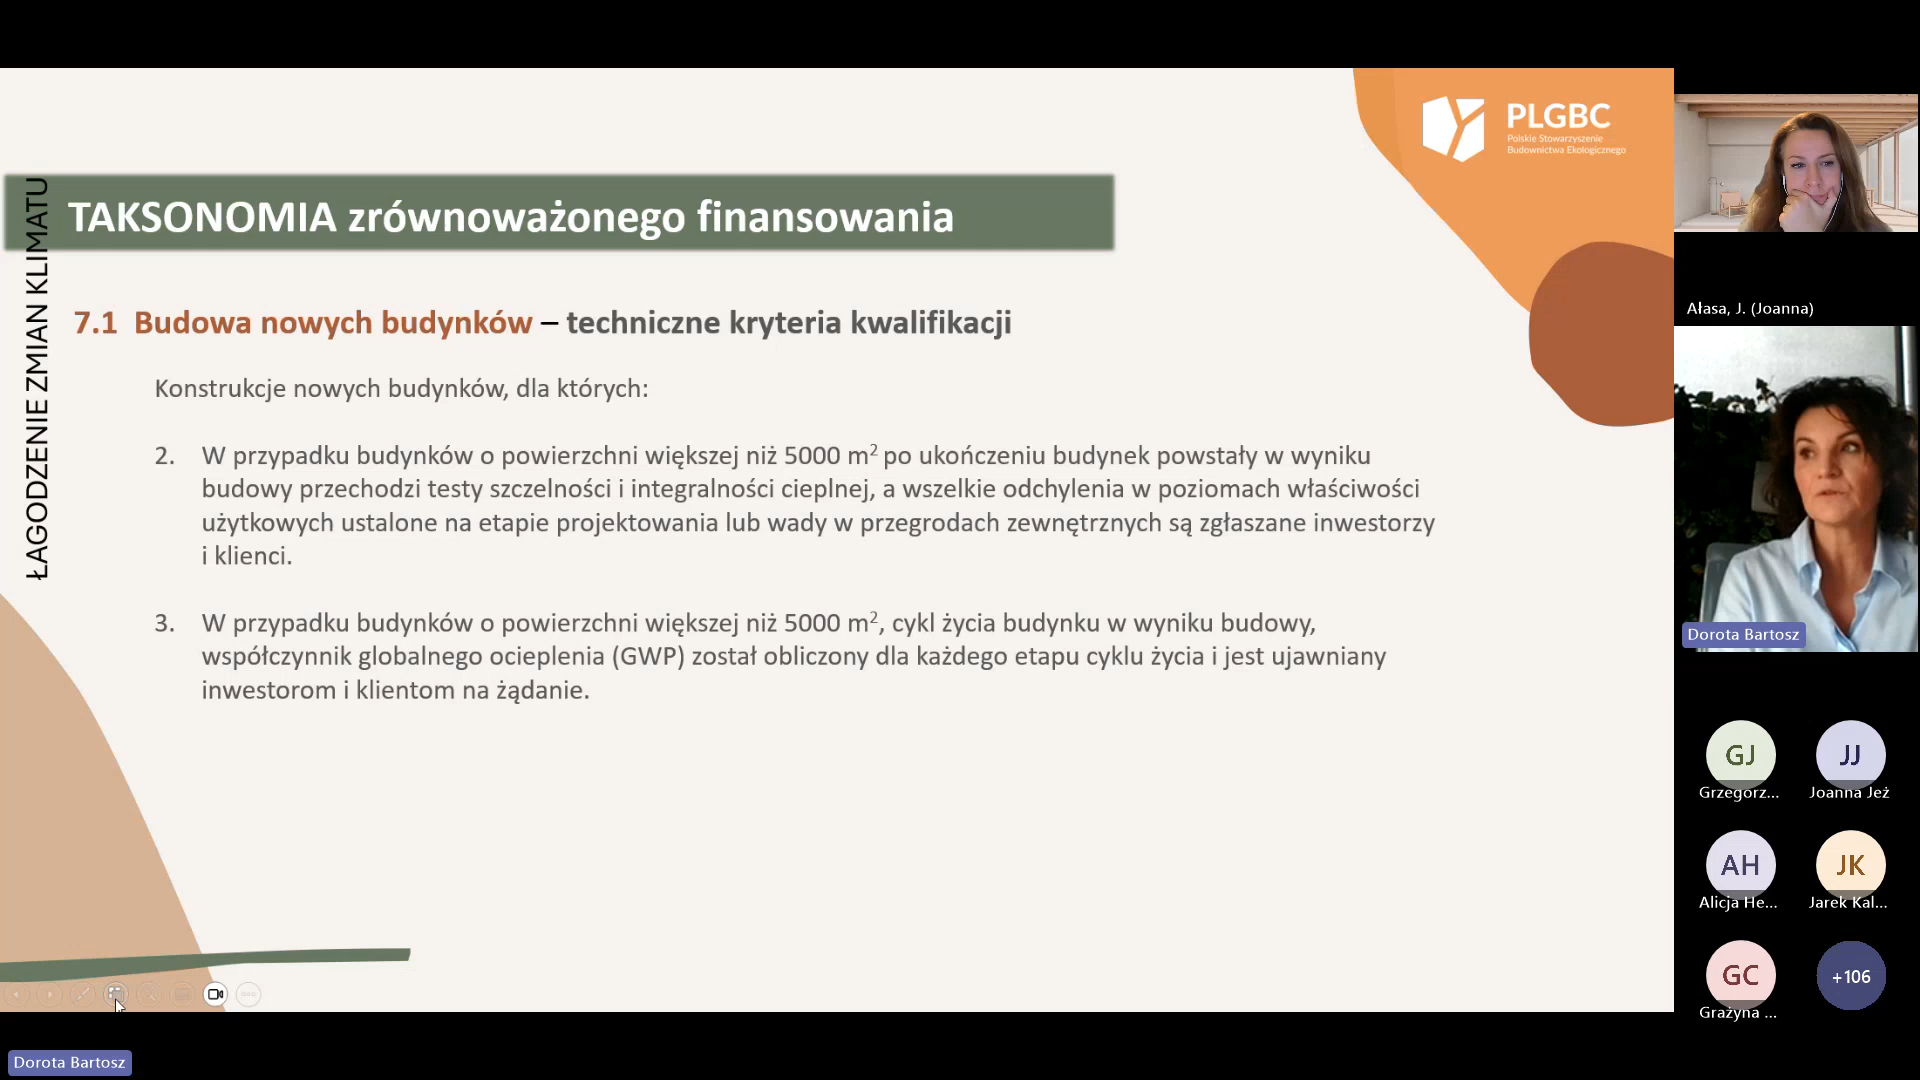 PLGBC
Polskie Stowarzyszenie
Budownictwa Ekologicznego
TAKSONOMIA zrównoważonego finansowania
ŁAGODZENIE ZMIAN KLIMATU
7.1 Budowa nowych budynków – techniczne kryteria kwalifikacji
Konstrukcje nowych budynków, dla których:
2. W przypadku budynków o powierzchni większej niż 5000 m² po ukończeniu budynek powstały w wyniku
budowy przechodzi testy szczelności i integralności cieplnej, a wszelkie odchylenia w poziomach właściwości
użytkowych ustalone na etapie projektowania lub wady w przegrodach zewnętrznych są zgłaszane inwestorzy
i klienci.
3. W przypadku budynków o powierzchni większej niż 5000 m², cykl życia budynku w wyniku budowy,
współczynnik globalnego ocieplenia (GWP) został obliczony dla każdego etapu cyklu życia i jest ujawniany
inwestorom i klientom na żądanie.
Ałasa, J. (Joanna)
Dorota Bartosz
GJ
Grzegorz...
JJ
Joanna Jeż
AH
Alicja He...
JK
Jarek Kal...
GC
Grażyna ...
+106
Dorota Bartosz